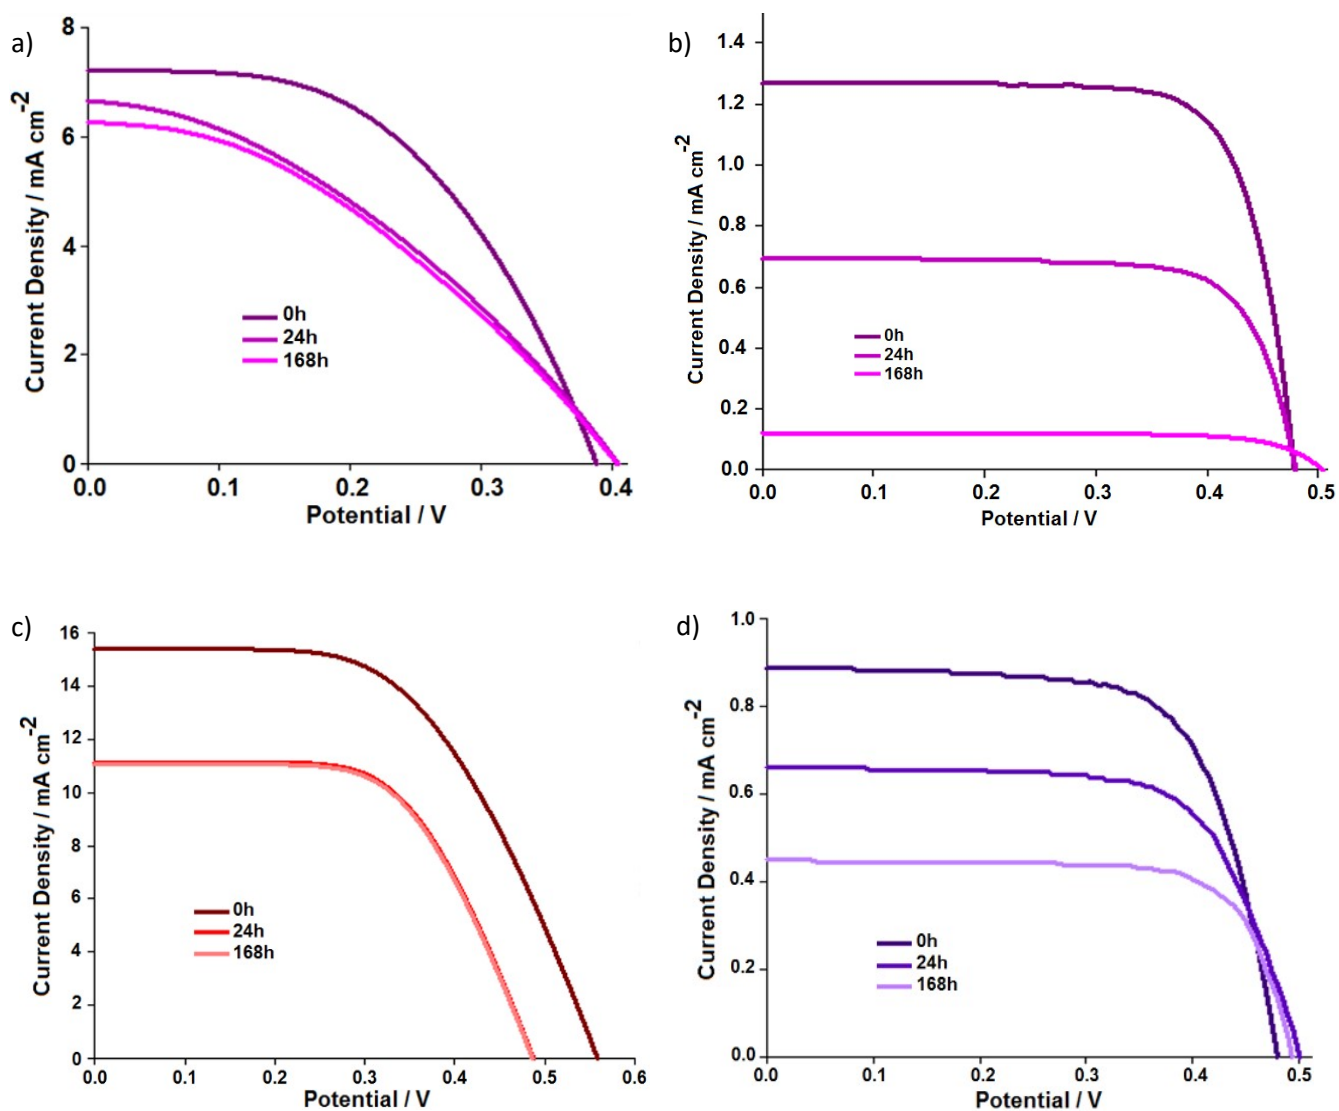 a)
8
6
4
2
0
Current Density / mA cm-2
0h
24h
168h
0.0 0.1 0.2 0.3 0.4
Potential / V
b)
1.4
1.2
1.0
0.8
0.6
0.4
0.2
0.0
Current Density / mA cm-2
0h
24h
168h
0.0 0.1 0.2 0.3 0.4 0.5
Potential / V
c)
16
14
12
10
8
6
4
2
0
Current Density / mA cm-2
0h
24h
168h
0.0 0.1 0.2 0.3 0.4 0.5 0.6
Potential / V
d)
1.0
0.8
0.6
0.4
0.2
0.0
Current Density / mA cm-2
0h
24h
168h
0.0 0.1 0.2 0.3 0.4 0.5
Potential / V